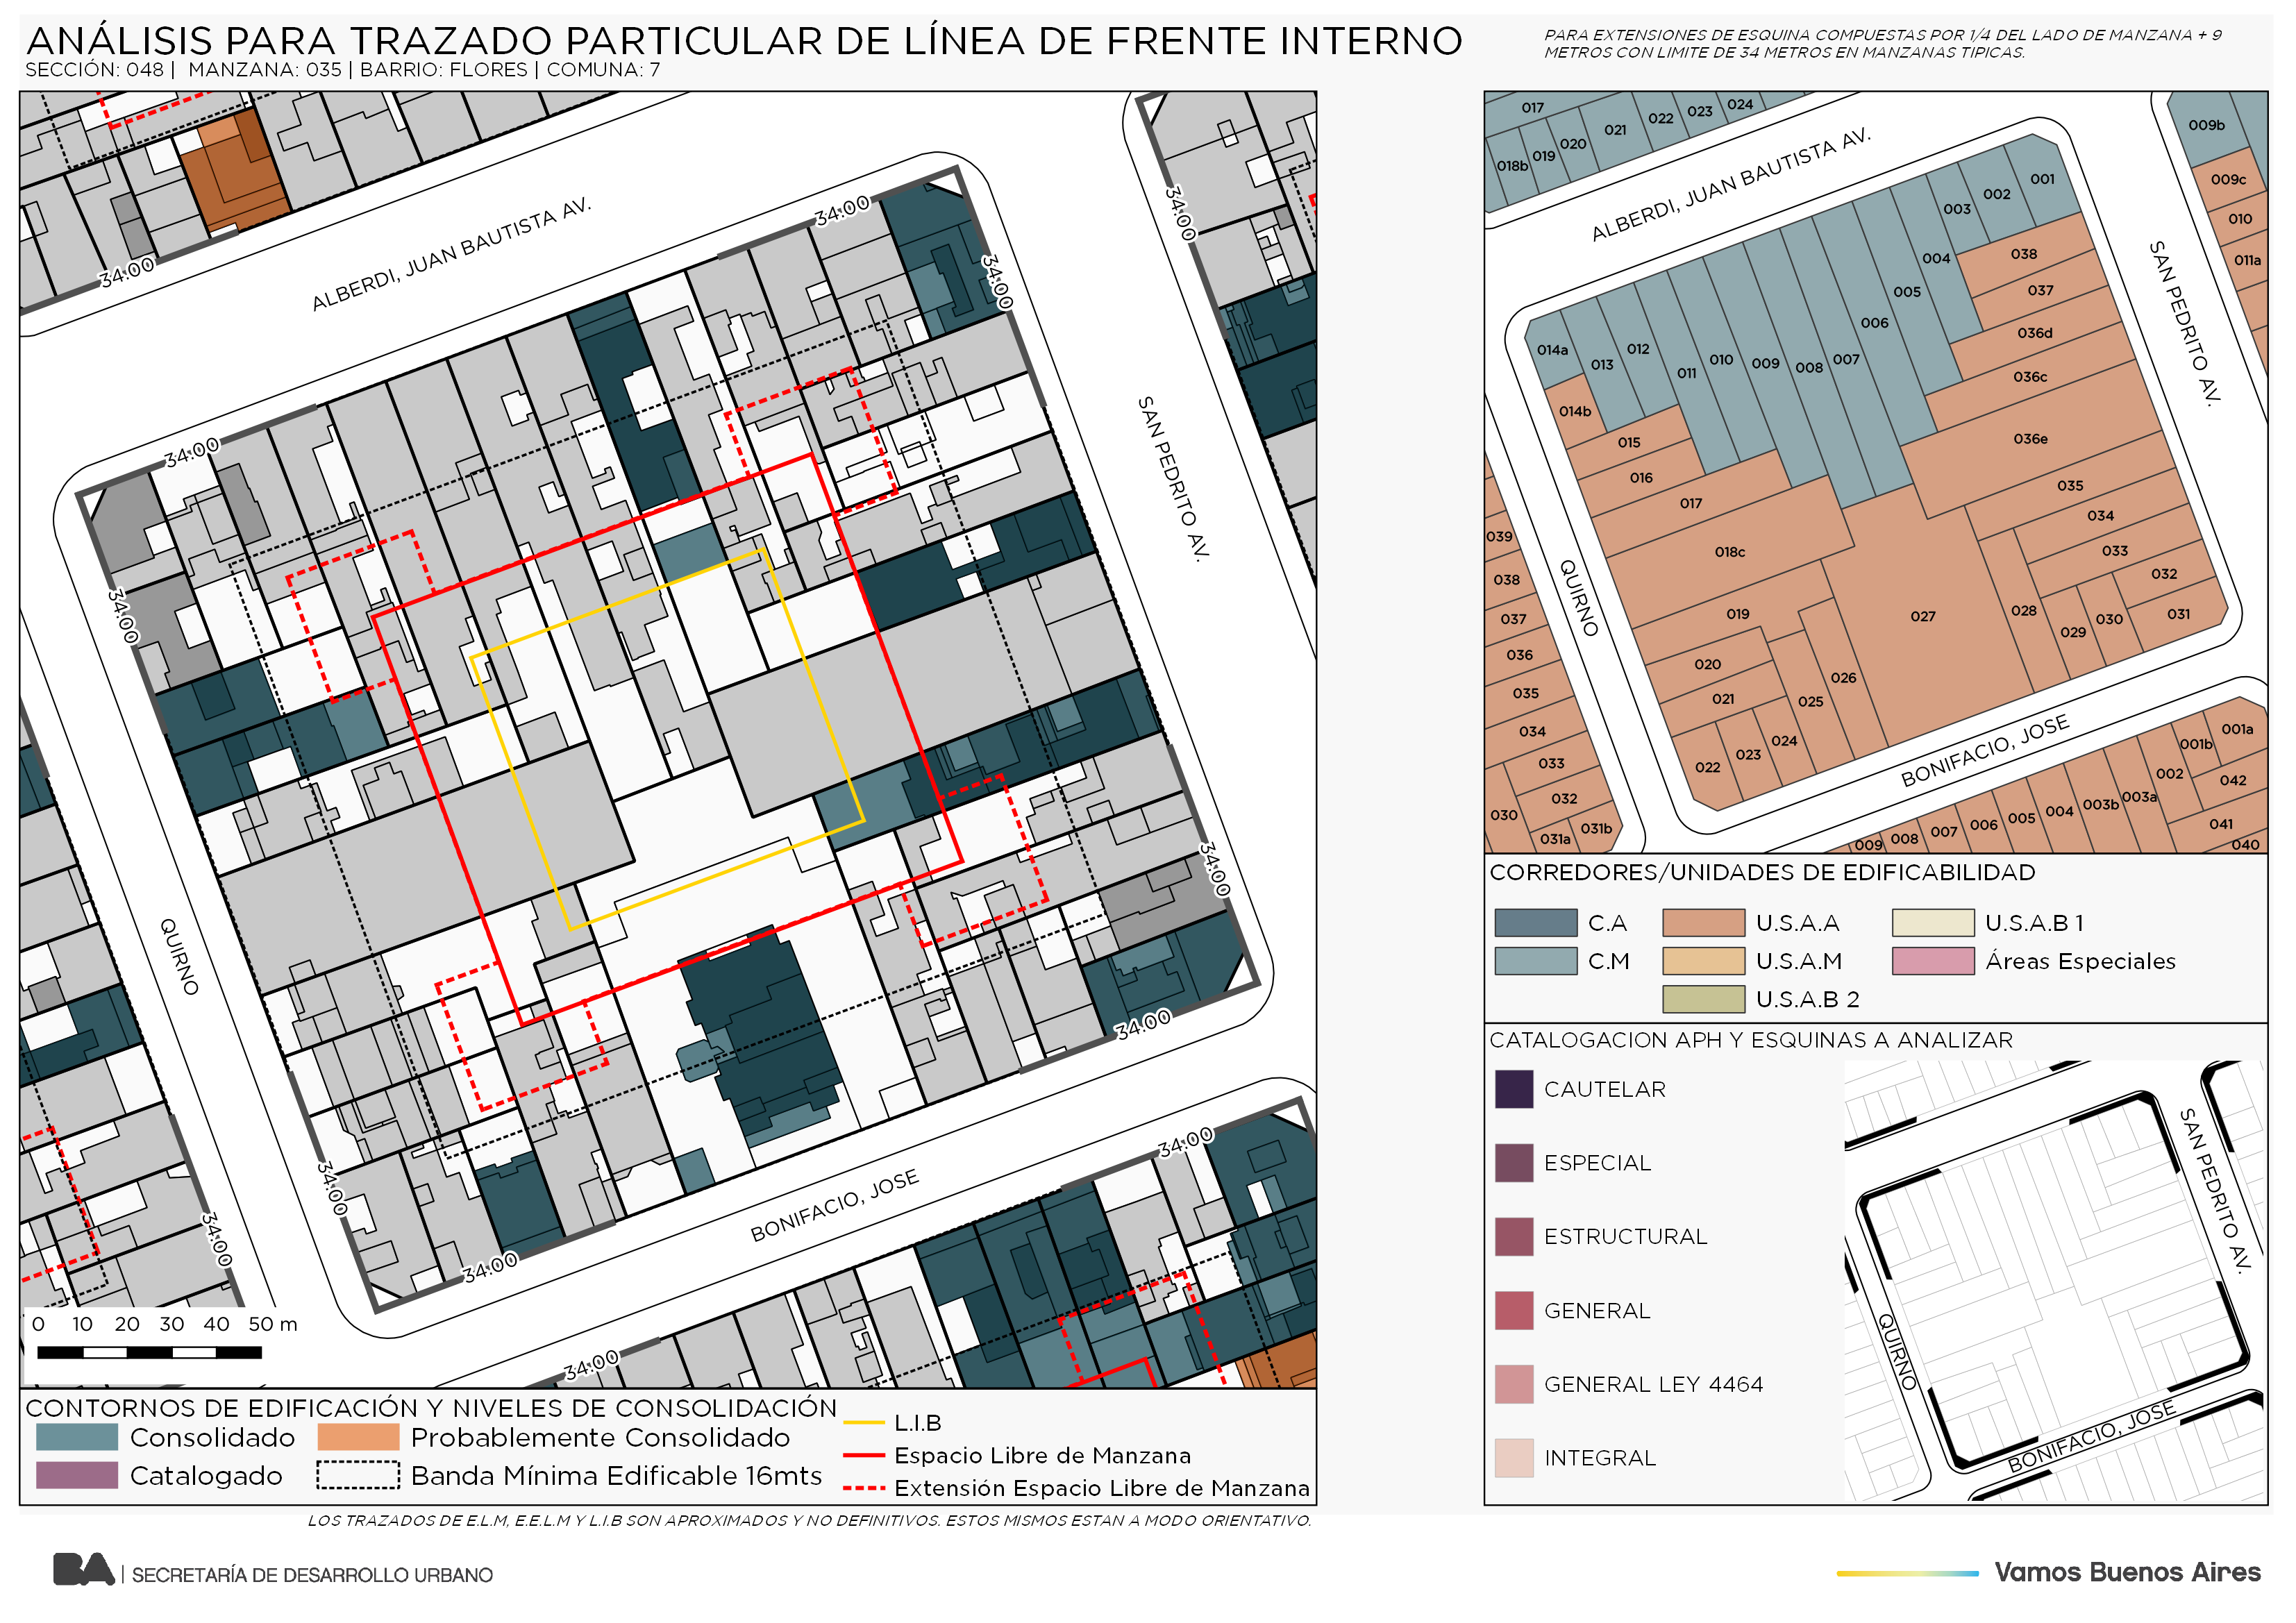 ANÁLISIS PARA TRAZADO PARTICULAR DE LÍNEA DE FRENTE INTERNO
SECCIÓN: 048 | MANZANA: 035 | BARRIO: FLORES | COMUNA: 7
PARA EXTENSIONES DE ESQUINA COMPUESTAS POR 1/4 DEL LADO DE MANZANA + 9
METROS CON LIMITE DE 34 METROS EN MANZANAS TIPICAS.
34.00
ALBERDI, JUAN BAUTISTA AV.
34.00
34.00
34.00
34.00
34.00
SAN PEDRITO AV.
QUIRNO
34.00
34.00
34.00
34.00
34.00
BONIFACIO, JOSE
34.00
34.00
0 10 20 30 40 50 m
CONTORNOS DE EDIFICACIÓN Y NIVELES DE CONSOLIDACIÓN
Consolidado
Probablemente Consolidado
Catalogado
Banda Mínima Edificable 16mts
L.I.B
Espacio Libre de Manzana
Extensión Espacio Libre de Manzana
LOS TRAZADOS DE E.L.M, E.E.L.M Y L.I.B SON APROXIMADOS Y NO DEFINITIVOS. ESTOS MISMOS ESTAN A MODO ORIENTATIVO.
017
018b
019
020
021
022
023
024
009b
009c
010
011a
ALBERDI, JUAN BAUTISTA AV.
SAN PEDRITO AV.
001
002
003
004
005
006
007
008
009
010
011
012
013
014a
014b
015
016
017
018c
019
020
021
022
023
024
025
026
027
028
029
030
031
032
033
034
035
036e
036c
036d
037
038
QUIRNO
039
038
037
036
035
034
033
032
030
031a
031b
BONIFACIO, JOSE
001a
001b
002
003a
003b
004
005
006
007
008
009
042
041
040
CORREDORES/UNIDADES DE EDIFICABILIDAD
C.A
U.S.A.A
U.S.A.B 1
C.M
U.S.A.M
Áreas Especiales
U.S.A.B 2
CATALOGACION APH Y ESQUINAS A ANALIZAR
CAUTELAR
ESPECIAL
ESTRUCTURAL
GENERAL
GENERAL LEY 4464
INTEGRAL
SAN PEDRITO AV.
QUIRNO
BONIFACIO, JOSE
BA | SECRETARÍA DE DESARROLLO URBANO
Vamos Buenos Aires